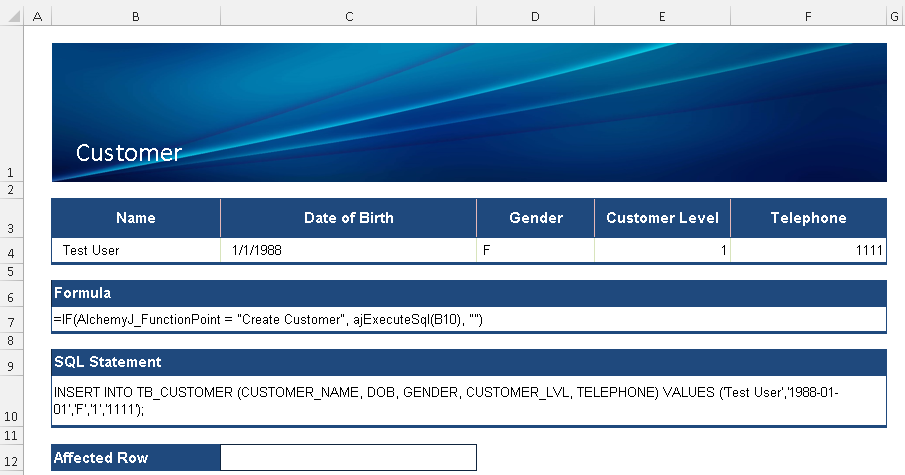 A B C D E F G
1
Customer
2
3 Name Date of Birth Gender Customer Level Telephone
4 Test User 1/1/1988 F 1 1111
5
6 Formula
7 =IF(AlchemyJ_FunctionPoint = "Create Customer", ajExecuteSql(B10), "")
8
9 SQL Statement
10 INSERT INTO TB_CUSTOMER (CUSTOMER_NAME, DOB, GENDER, CUSTOMER_LVL, TELEPHONE) VALUES ('Test User','1988-01-
01','F','1','1111');
11
12 Affected Row